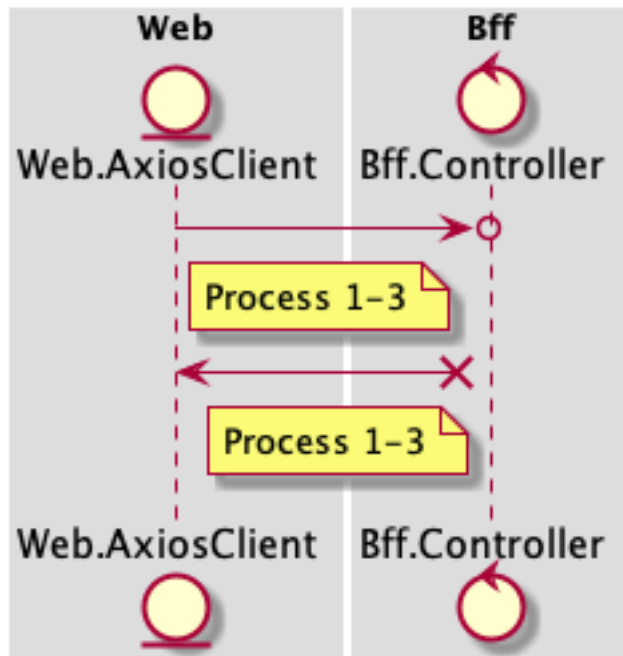 Web
Bff
Web.AxiosClient
Bff.Controller
Process 1-3
Process 1-3
Web.AxiosClient
Bff.Controller